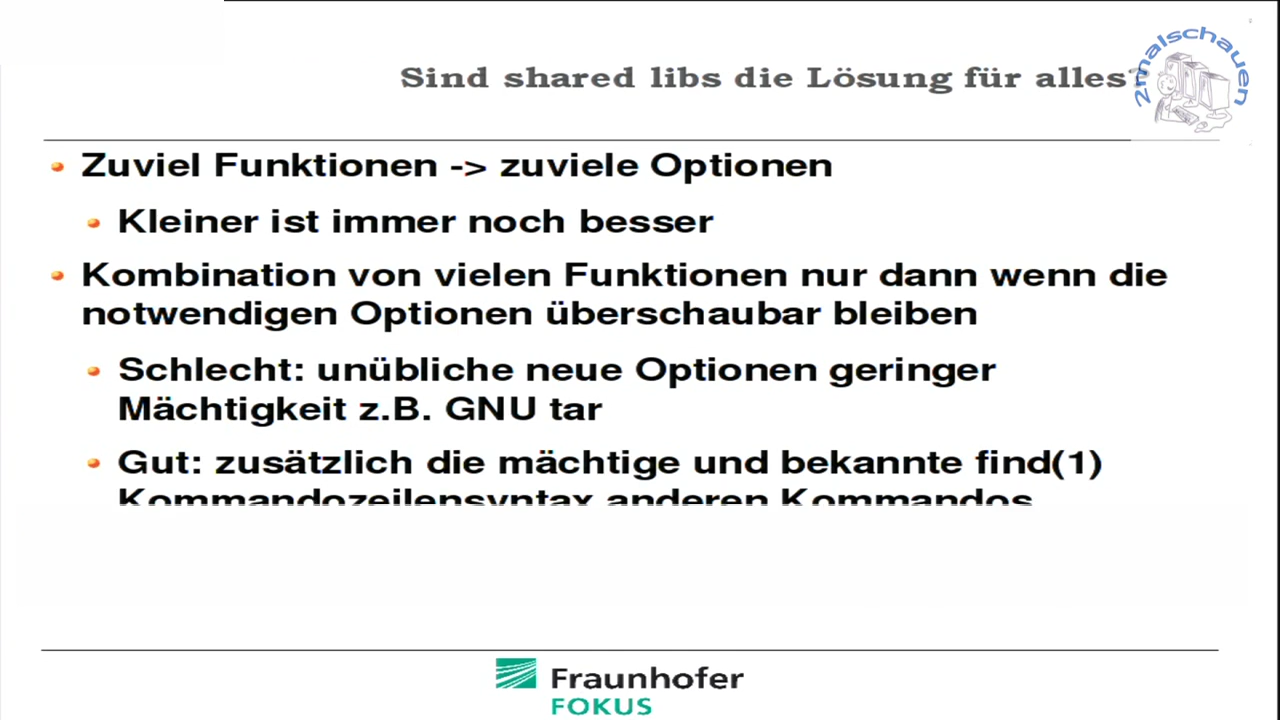 Sind shared libs die Lösung für alles?
2malschauen
Zuviel Funktionen -> zuviele Optionen
Kleiner ist immer noch besser
Kombination von vielen Funktionen nur dann wenn die
notwendigen Optionen überschaubar bleiben
Schlecht: unübliche neue Optionen geringer
Mächtigkeit z.B. GNU tar
Gut: zusätzlich die mächtige und bekannte find(1)
Kommandozeilensyntax anderen Kommandos
Fraunhofer
FOKUS